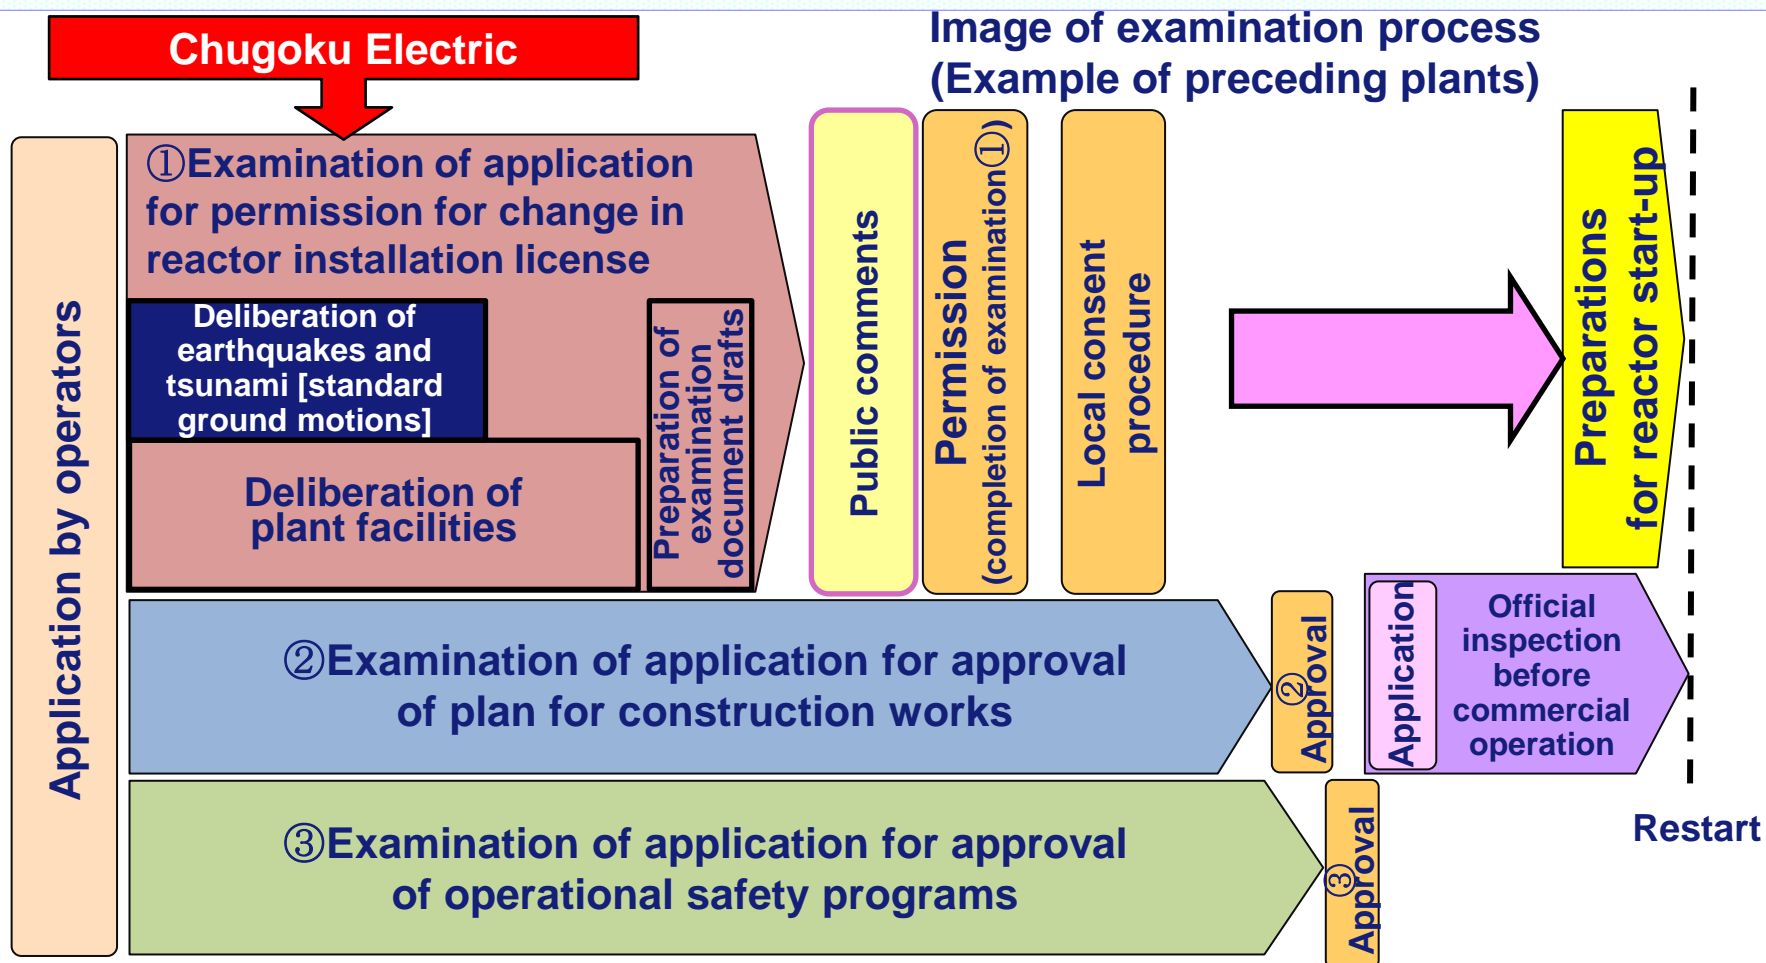 Chugoku Electric
Image of examination process
(Example of preceding plants)
Application by operators
①Examination of application
for permission for change in
reactor installation license
Deliberation of
earthquakes and
tsunami [standard
ground motions]
Deliberation of
plant facilities
Preparation of
examination
document drafts
Public comments
Permission
(completion of examination①)
Local consent
procedure
Preparations
for reactor start-up
②Examination of application for approval
of plan for construction works
②
Approval
Application
Official
inspection
before
commercial
operation
③Examination of application for approval
of operational safety programs
③
Approval
Restart